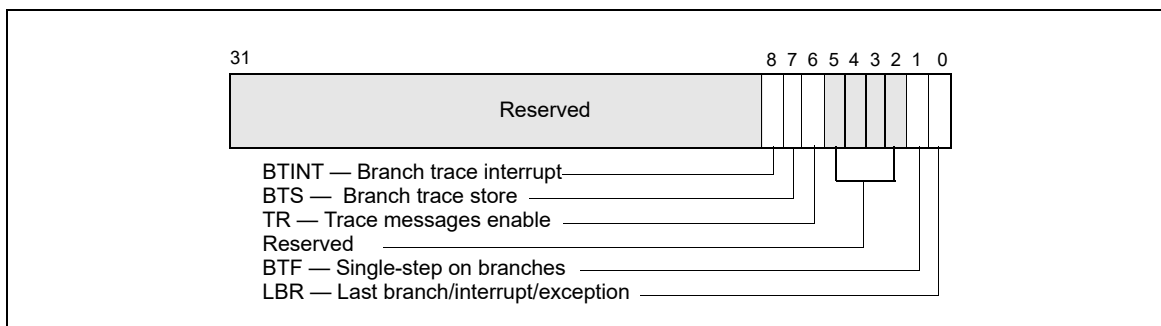 31 8 7 6 5 4 3 2 1 0
Reserved
BTINT — Branch trace interrupt
BTS — Branch trace store
TR — Trace messages enable
Reserved
BTF — Single-step on branches
LBR — Last branch/interrupt/exception